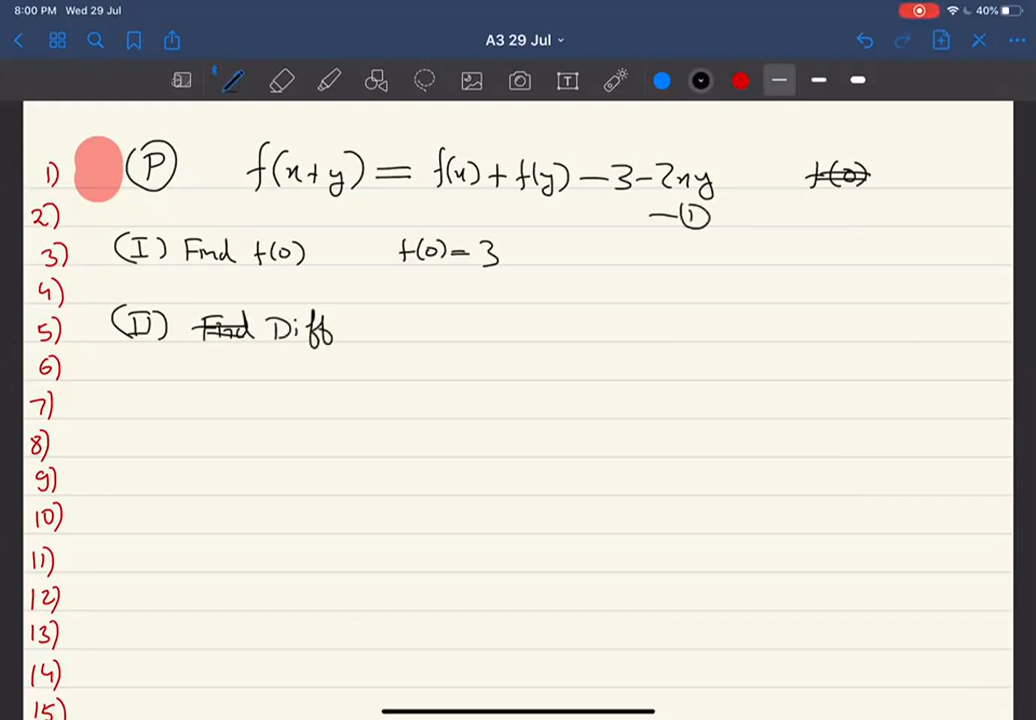 8:00 PM Wed 29 Jul 40%
A3 29 Jul
T
1) (P) f(x+y) = f(x) + f(y) - 3 - 2xy f(0)
2) -(1)
3) (I) Find f(0) f(0) = 3
4)
5) (II) Find Diff
6)
7)
8)
9)
10)
11)
12)
13)
14)
15)